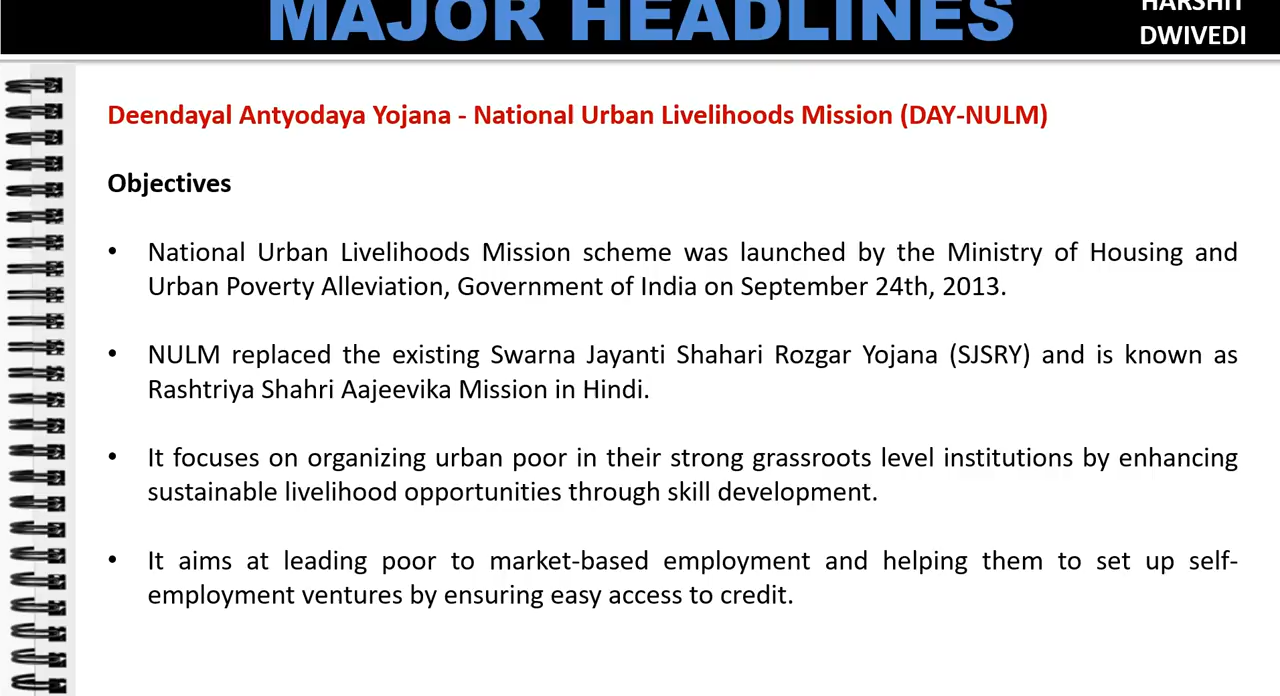 MAJOR HEADLINES
HARSHIT
DWIVEDI
Deendayal Antyodaya Yojana - National Urban Livelihoods Mission (DAY-NULM)
Objectives
• National Urban Livelihoods Mission scheme was launched by the Ministry of Housing and
Urban Poverty Alleviation, Government of India on September 24th, 2013.
• NULM replaced the existing Swarna Jayanti Shahari Rozgar Yojana (SJSRY) and is known as
Rashtriya Shahri Aajeevika Mission in Hindi.
• It focuses on organizing urban poor in their strong grassroots level institutions by enhancing
sustainable livelihood opportunities through skill development.
• It aims at leading poor to market-based employment and helping them to set up self-
employment ventures by ensuring easy access to credit.